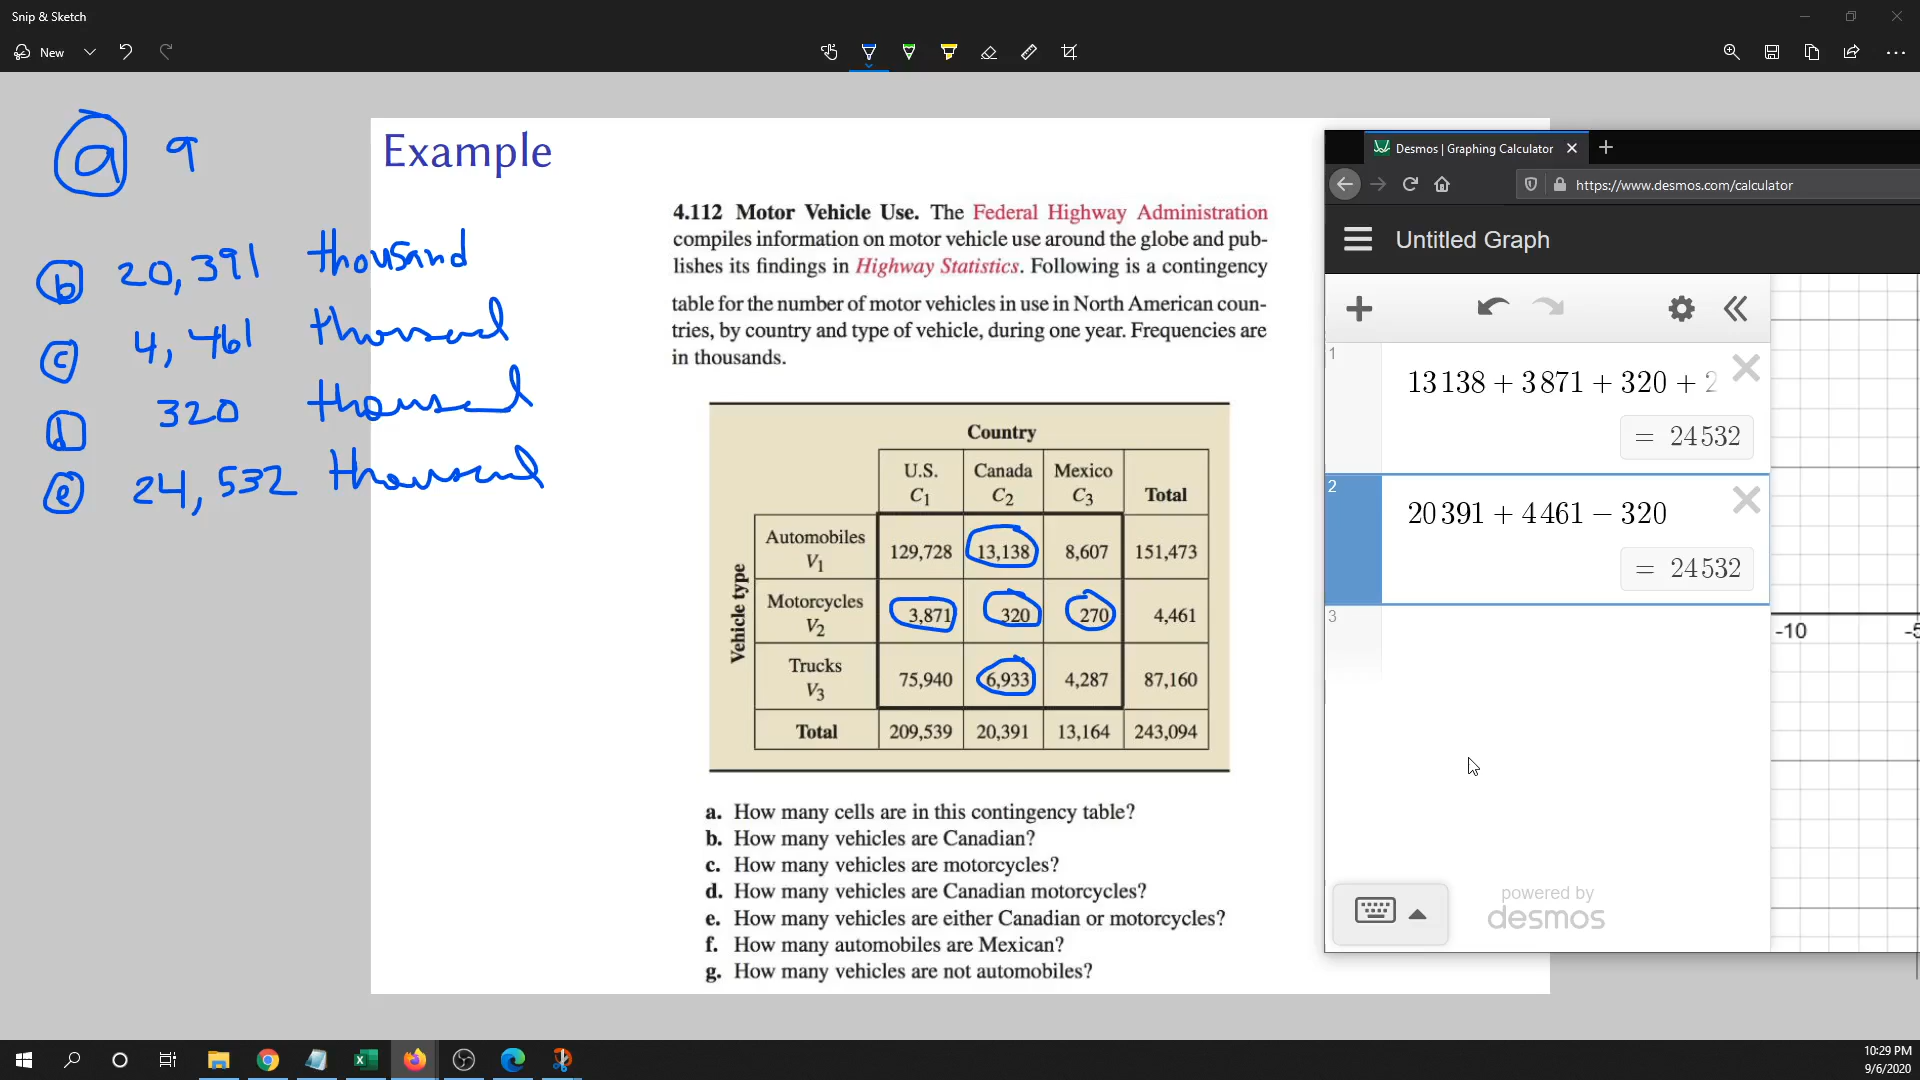 Snip & Sketch
New
a 9
b 20,391 thousand
c 4,461 thousand
d 320 thousand
e 24,532 thousand
Example
4.112 Motor Vehicle Use. The Federal Highway Administration
compiles information on motor vehicle use around the globe and pub-
lishes its findings in Highway Statistics. Following is a contingency
table for the number of motor vehicles in use in North American coun-
tries, by country and type of vehicle, during one year. Frequencies are
in thousands.
Country
U.S. C1 Canada C2 Mexico C3 Total
Vehicle type
Automobiles V1 129,728 13,138 8,607 151,473
Motorcycles V2 3,871 320 270 4,461
Trucks V3 75,940 6,933 4,287 87,160
Total 209,539 20,391 13,164 243,094
a. How many cells are in this contingency table?
b. How many vehicles are Canadian?
c. How many vehicles are motorcycles?
d. How many vehicles are Canadian motorcycles?
e. How many vehicles are either Canadian or motorcycles?
f. How many automobiles are Mexican?
g. How many vehicles are not automobiles?
Desmos | Graphing Calculator
https://www.desmos.com/calculator
Untitled Graph
1
13138 + 3871 + 320 + 2
= 24532
2
20391 + 4461 − 320
= 24532
3
-10
-5
powered by
desmos
10:29 PM
9/6/2020